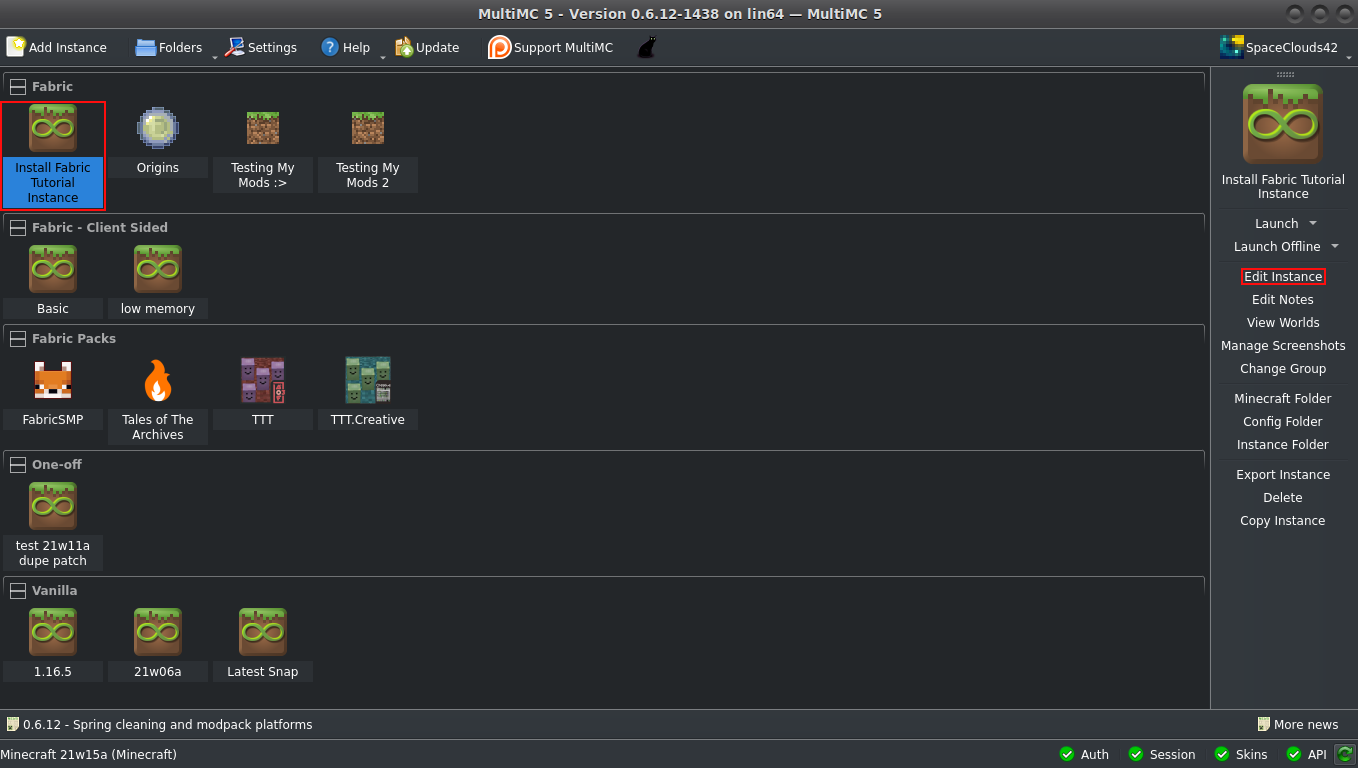 MultiMC 5 - Version 0.6.12-1438 on lin64 — MultiMC 5
Add Instance Folders Settings Help Update Support MultiMC SpaceClouds42
Fabric
Install Fabric
Tutorial
Instance
Origins
Testing My
Mods :>
Testing My
Mods 2
Fabric - Client Sided
Basic
low memory
Fabric Packs
FabricSMP
Tales of The
Archives
TTT
TTT.Creative
One-off
test 21w11a
dupe patch
Vanilla
1.16.5
21w06a
Latest Snap
Install Fabric Tutorial
Instance
Launch
Launch Offline
Edit Instance
Edit Notes
View Worlds
Manage Screenshots
Change Group
Minecraft Folder
Config Folder
Instance Folder
Export Instance
Delete
Copy Instance
0.6.12 - Spring cleaning and modpack platforms
More news
Minecraft 21w15a (Minecraft)
Auth Session Skins API